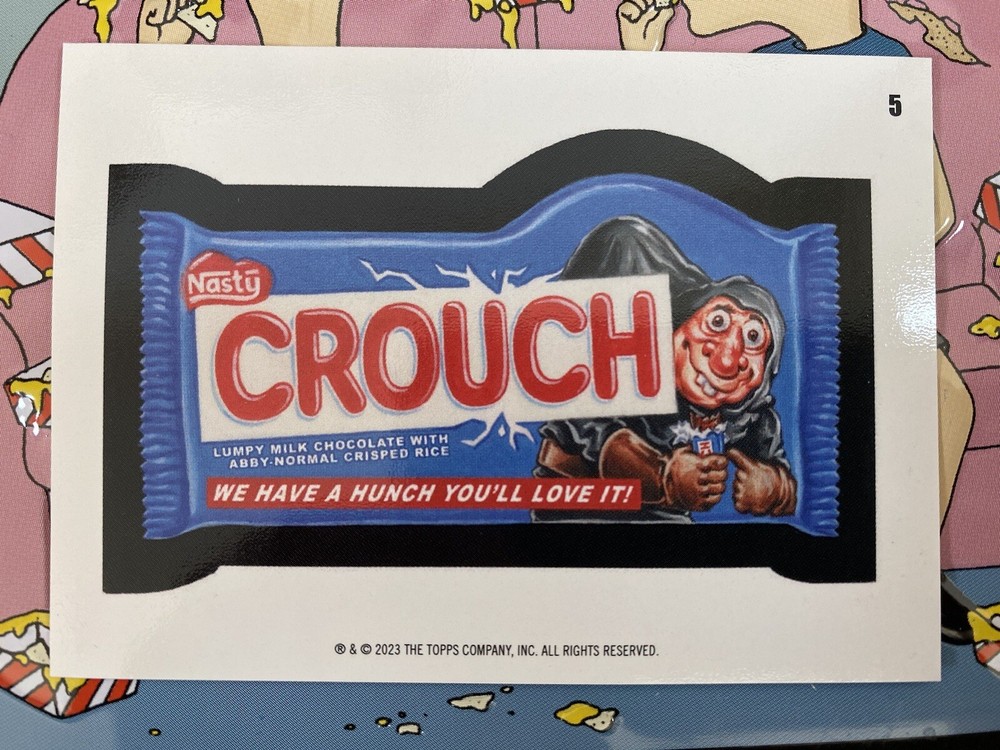 5
Nasty
CROUCH
LUMPY MILK CHOCOLATE WITH
ABBY-NORMAL CRISPED RICE
WE HAVE A HUNCH YOU'LL LOVE IT!
® & © 2023 THE TOPPS COMPANY, INC. ALL RIGHTS RESERVED.